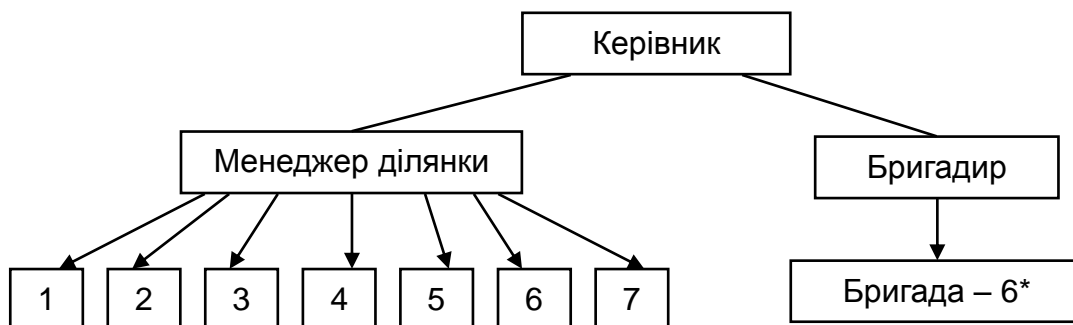 Керівник
Менеджер ділянки
Бригадир
1 2 3 4 5 6 7
Бригада – 6*